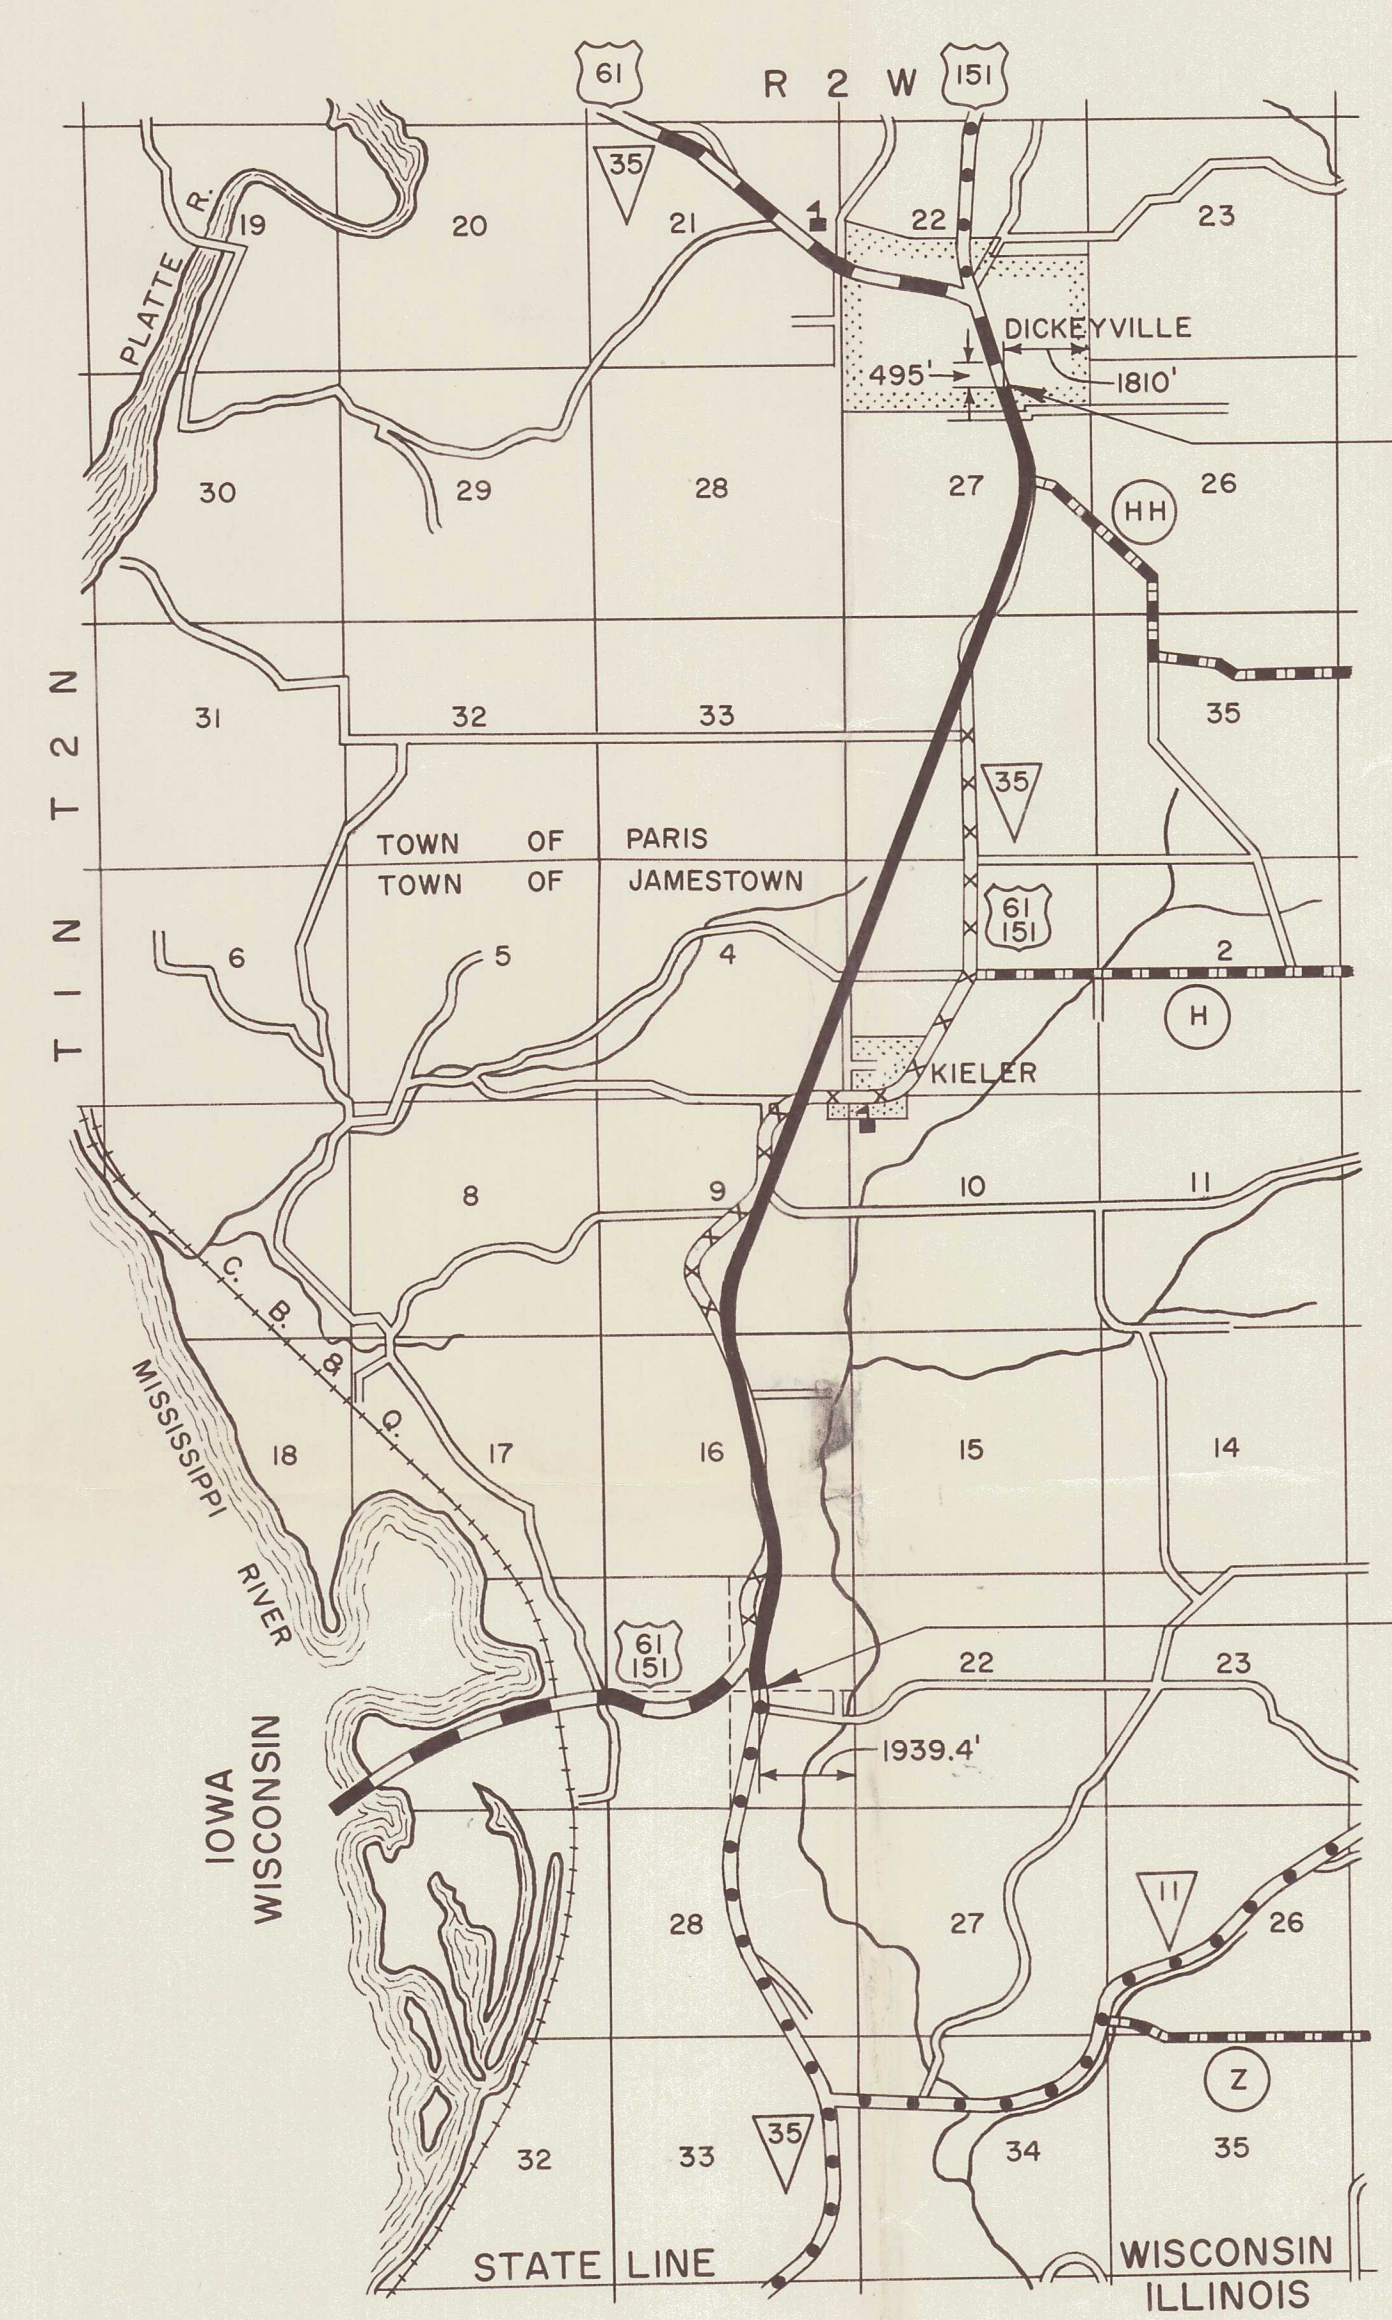 61
R 2 W
151
35
PLATTE R.
19
20
21
22
23
DICKEYVILLE
495'
1810'
30
29
28
27
26
HH
T 1 N T 2 N
31
32
33
35
35
TOWN OF PARIS
TOWN OF JAMESTOWN
61
151
6
5
4
2
H
KIELER
8
9
10
11
C. B. & Q.
MISSISSIPPI RIVER
18
17
16
15
14
61
151
22
23
1939.4'
IOWA
WISCONSIN
28
27
11
26
Z
32
33
35
34
35
STATE LINE
WISCONSIN
ILLINOIS